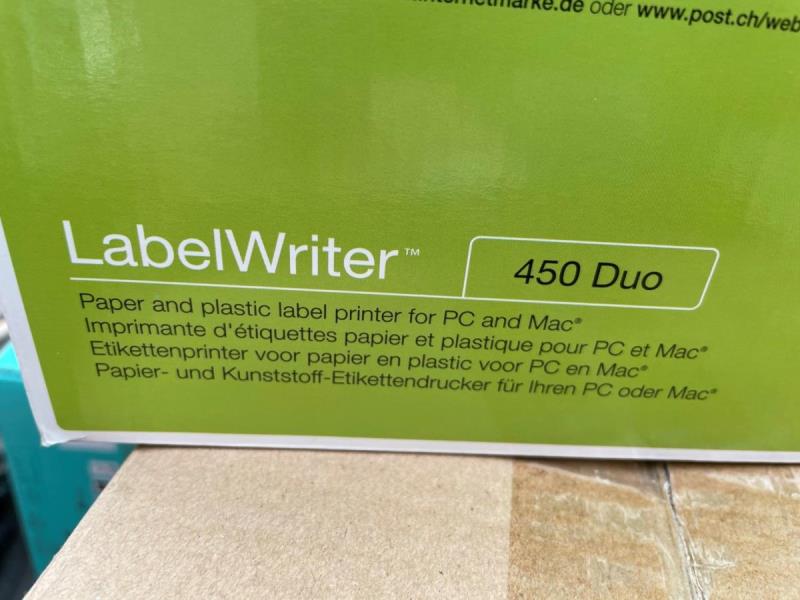 internetmarke.de oder www.post.ch/web
LabelWriter™
450 Duo
Paper and plastic label printer for PC and Mac®
Imprimante d'étiquettes papier et plastique pour PC et Mac®
Etikettenprinter voor papier en plastic voor PC en Mac®
Papier- und Kunststoff-Etikettendrucker für Ihren PC oder Mac®